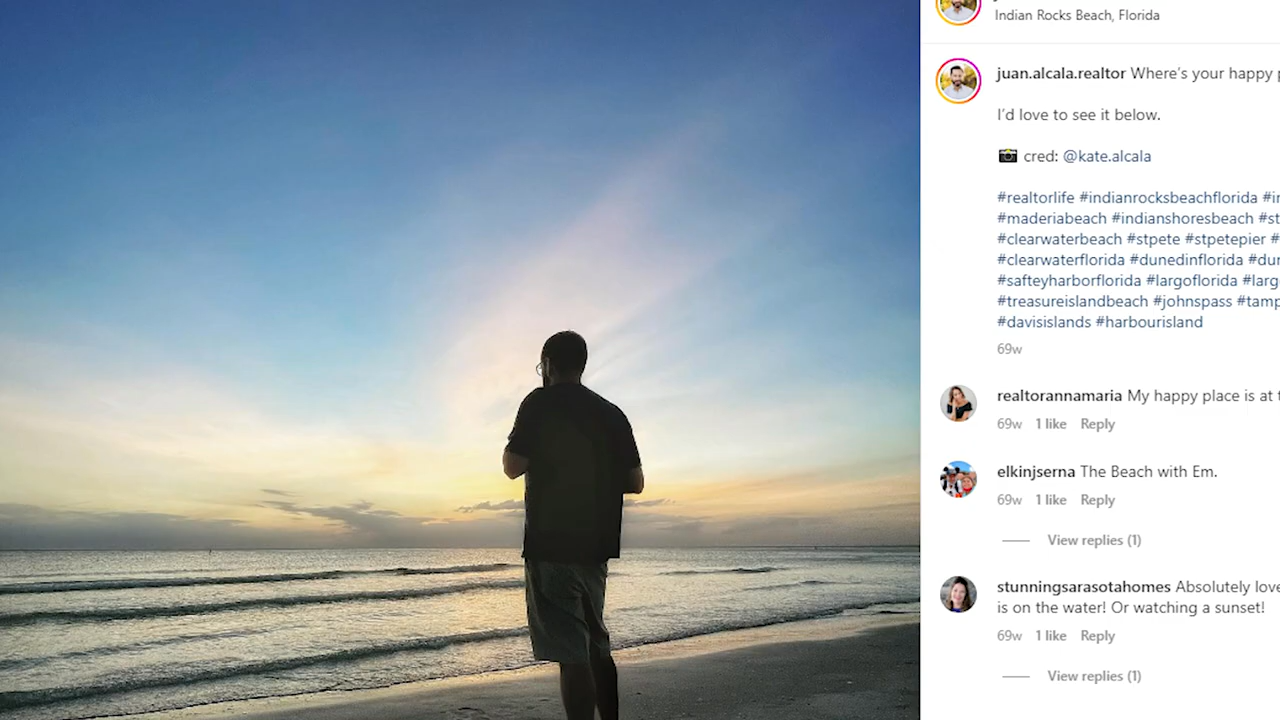 Indian Rocks Beach, Florida
juan.alcala.realtor Where's your happy
I'd love to see it below.
cred: @kate.alcala
#realtorlife #indianrocksbeachflorida
#maderiabeach #indianshoresbeach
#clearwaterbeach #stpete #stpetepier #
#clearwaterflorida #dunedinflorida
#safteyharborflorida #largoflorida
#treasureislandbeach #johnspass
#davisislands #harbourisland
69w
realtorannamaria My happy place is at
69w 1 like Reply
elkinjserna The Beach with Em.
69w 1 like Reply
View replies (1)
stunningsarasotahomes Absolutely
is on the water! Or watching a sunset!
69w 1 like Reply
View replies (1)